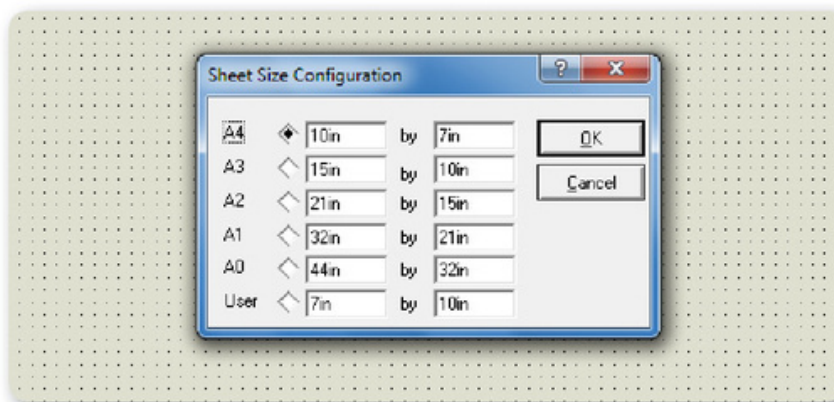 Sheet Size Configuration
A4 10in by 7in OK
A3 15in by 10in Cancel
A2 21in by 15in
A1 32in by 21in
A0 44in by 32in
User 7in by 10in